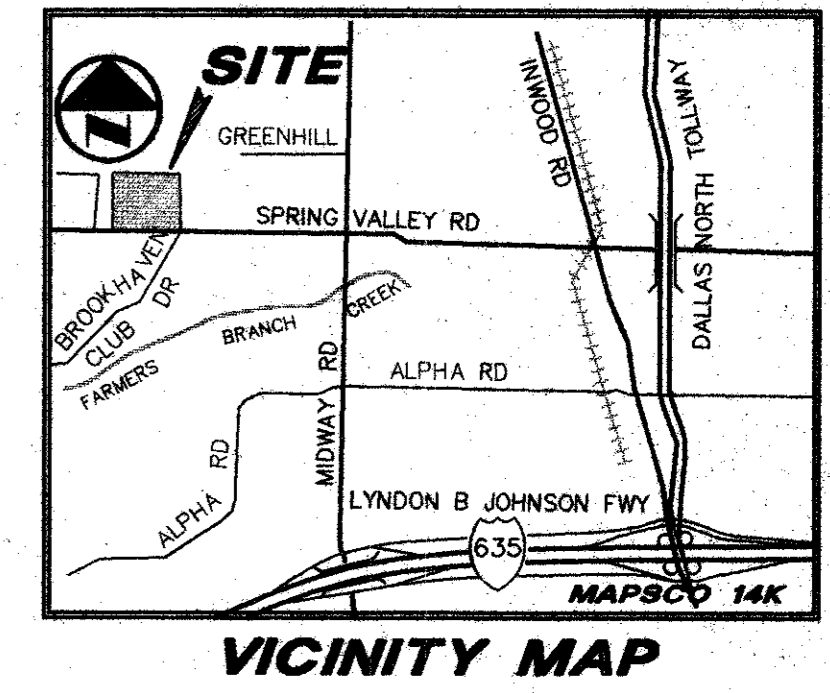 SITE
N
GREENHILL
SPRING VALLEY RD
INWOOD RD
DALLAS NORTH TOLLWAY
BROOKHAVEN
CLUB DR
FARMERS BRANCH CREEK
ALPHA RD
MIDWAY RD
ALPHA RD
LYNDON B JOHNSON FWY
635
MAPSCO 14K
VICINITY MAP